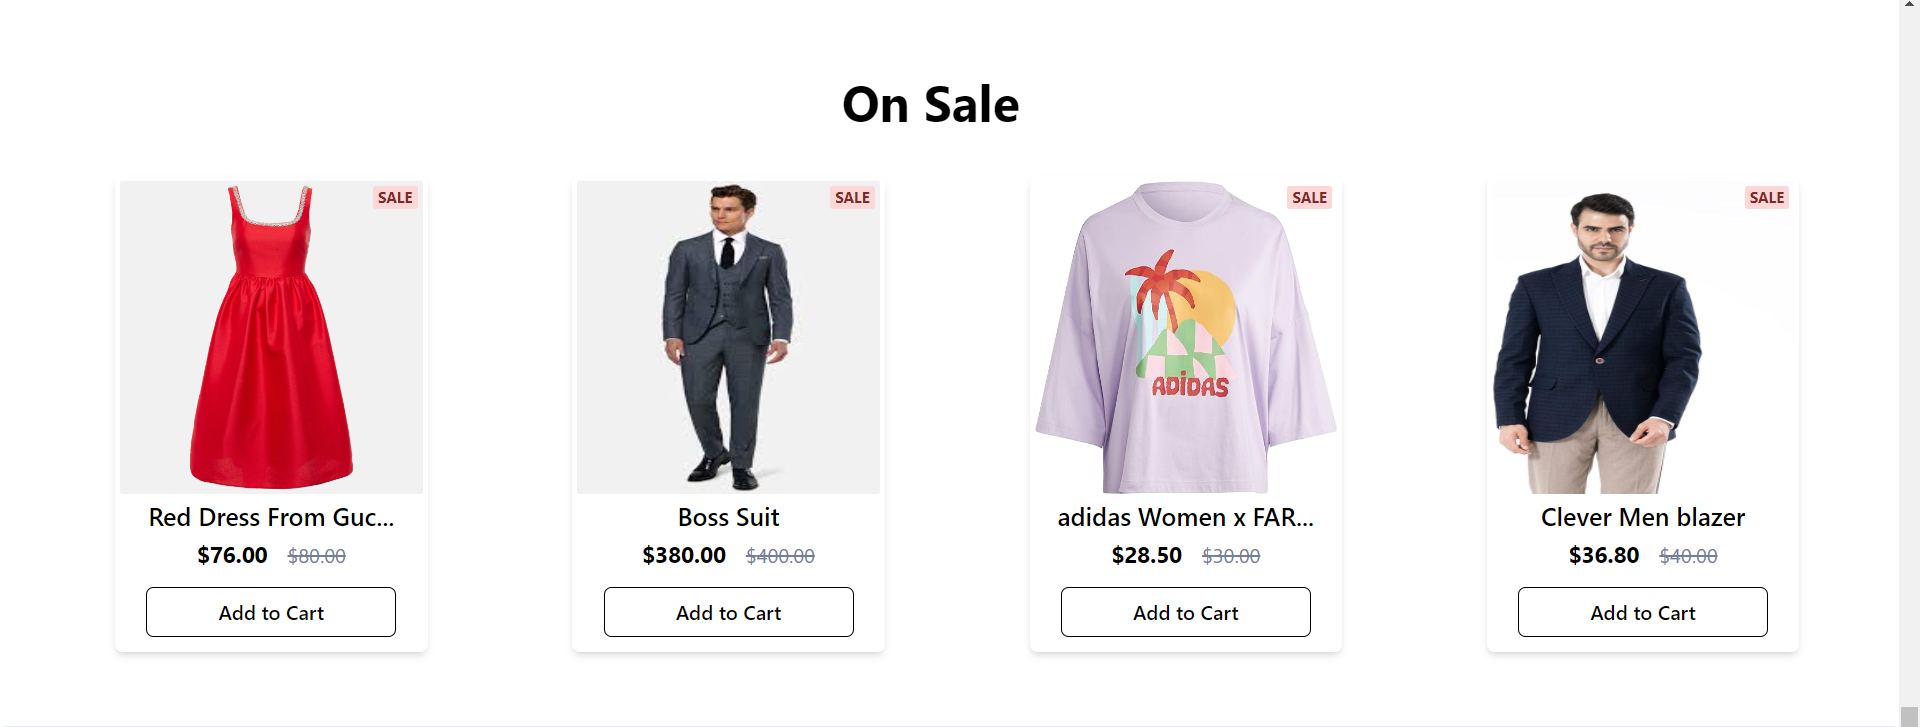 On Sale
SALE
Red Dress From Guc...
$76.00 $80.00
Add to Cart
SALE
Boss Suit
$380.00 $400.00
Add to Cart
SALE
ADIDAS
adidas Women x FAR...
$28.50 $30.00
Add to Cart
SALE
Clever Men blazer
$36.80 $40.00
Add to Cart